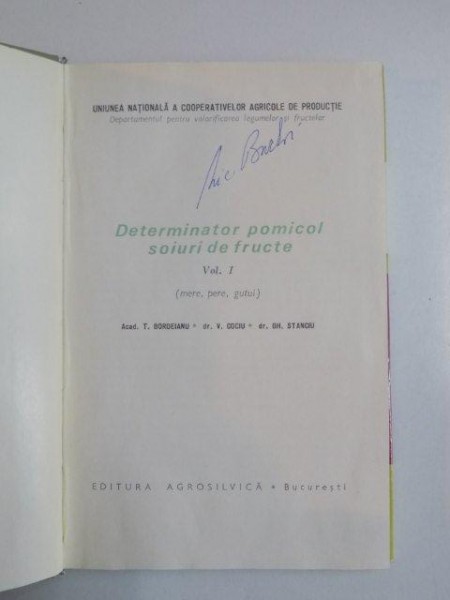 UNIUNEA NAȚIONALĂ A COOPERATIVELOR AGRICOLE DE PRODUCȚIE
Departamentul pentru valorificarea legumelor și fructelor
Determinator pomicol
soiuri de fructe
Vol. I
(mere, pere, gutui)
Acad. T. BORDEIANU • dr. V. COCIU • dr. GH. STANCIU
EDITURA AGROSILVICĂ • București